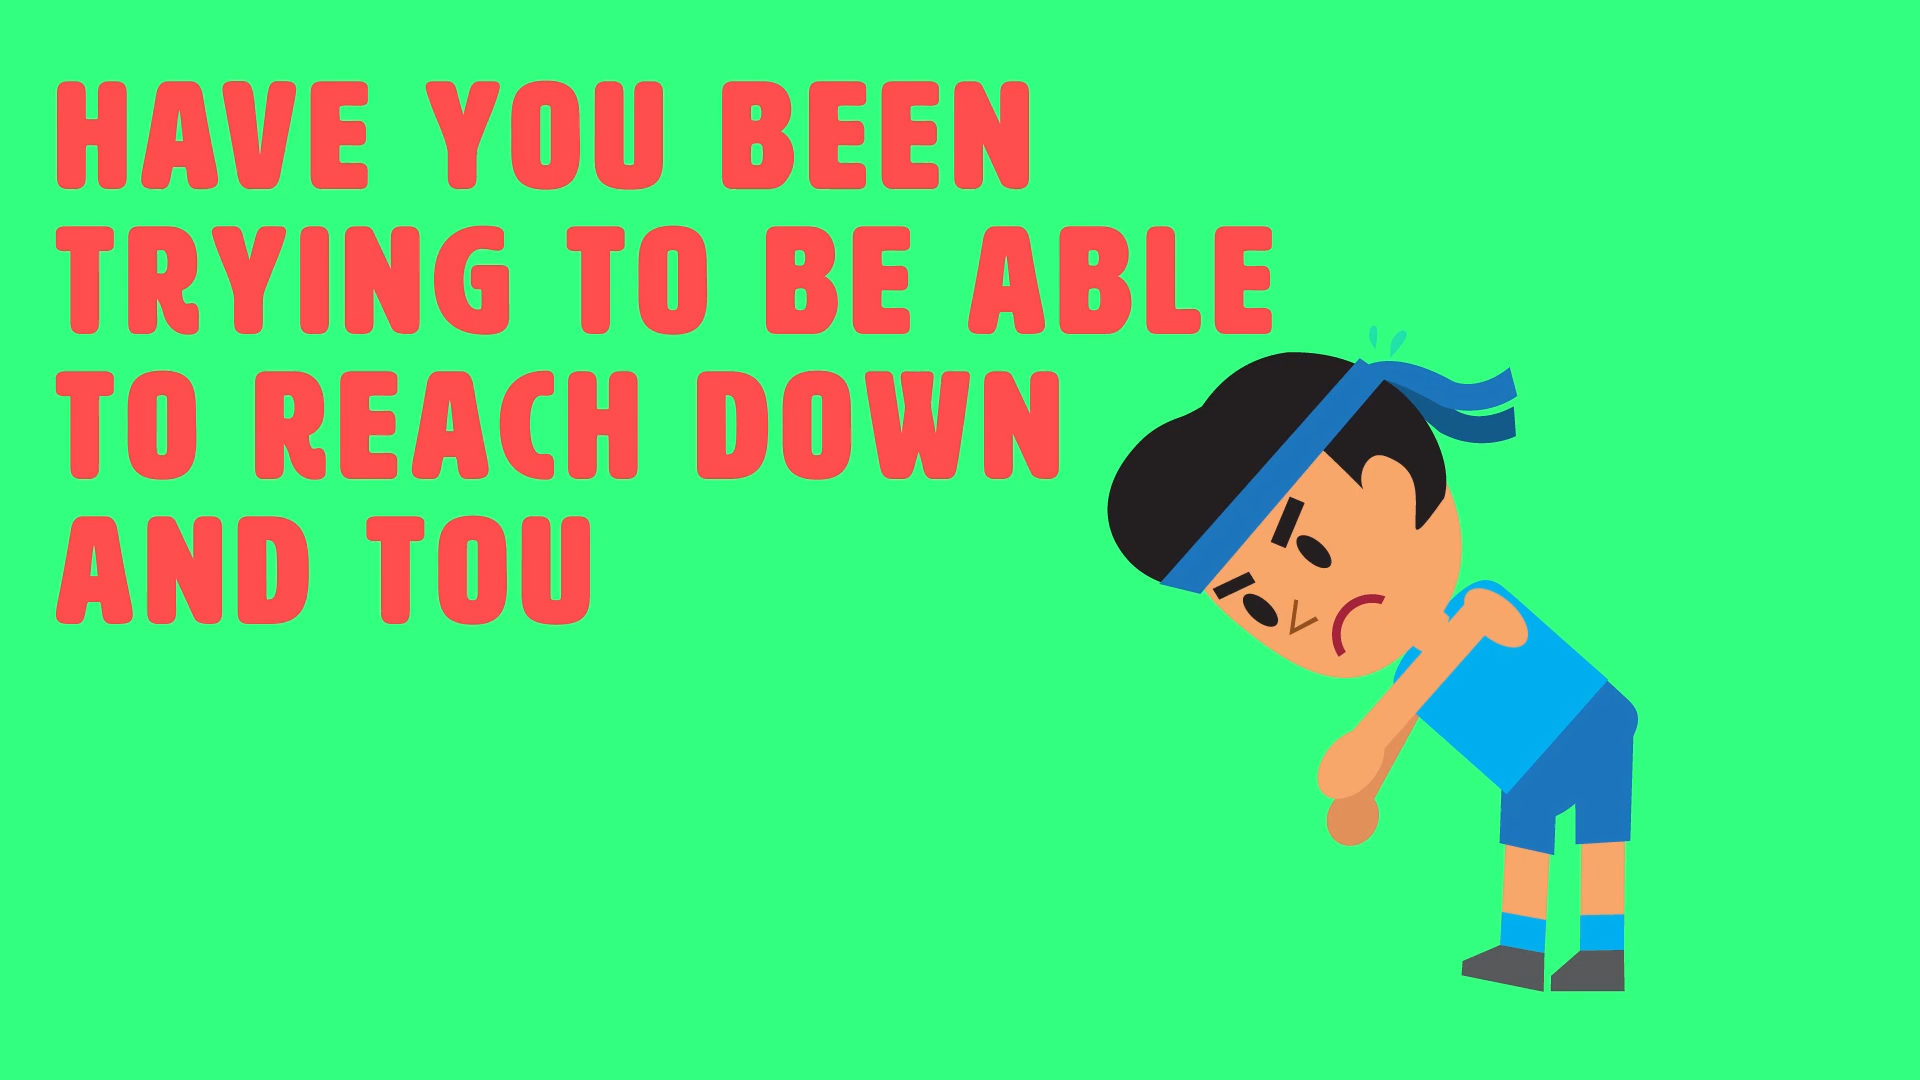 HAVE YOU BEEN
TRYING TO BE ABLE
TO REACH DOWN
AND TOU